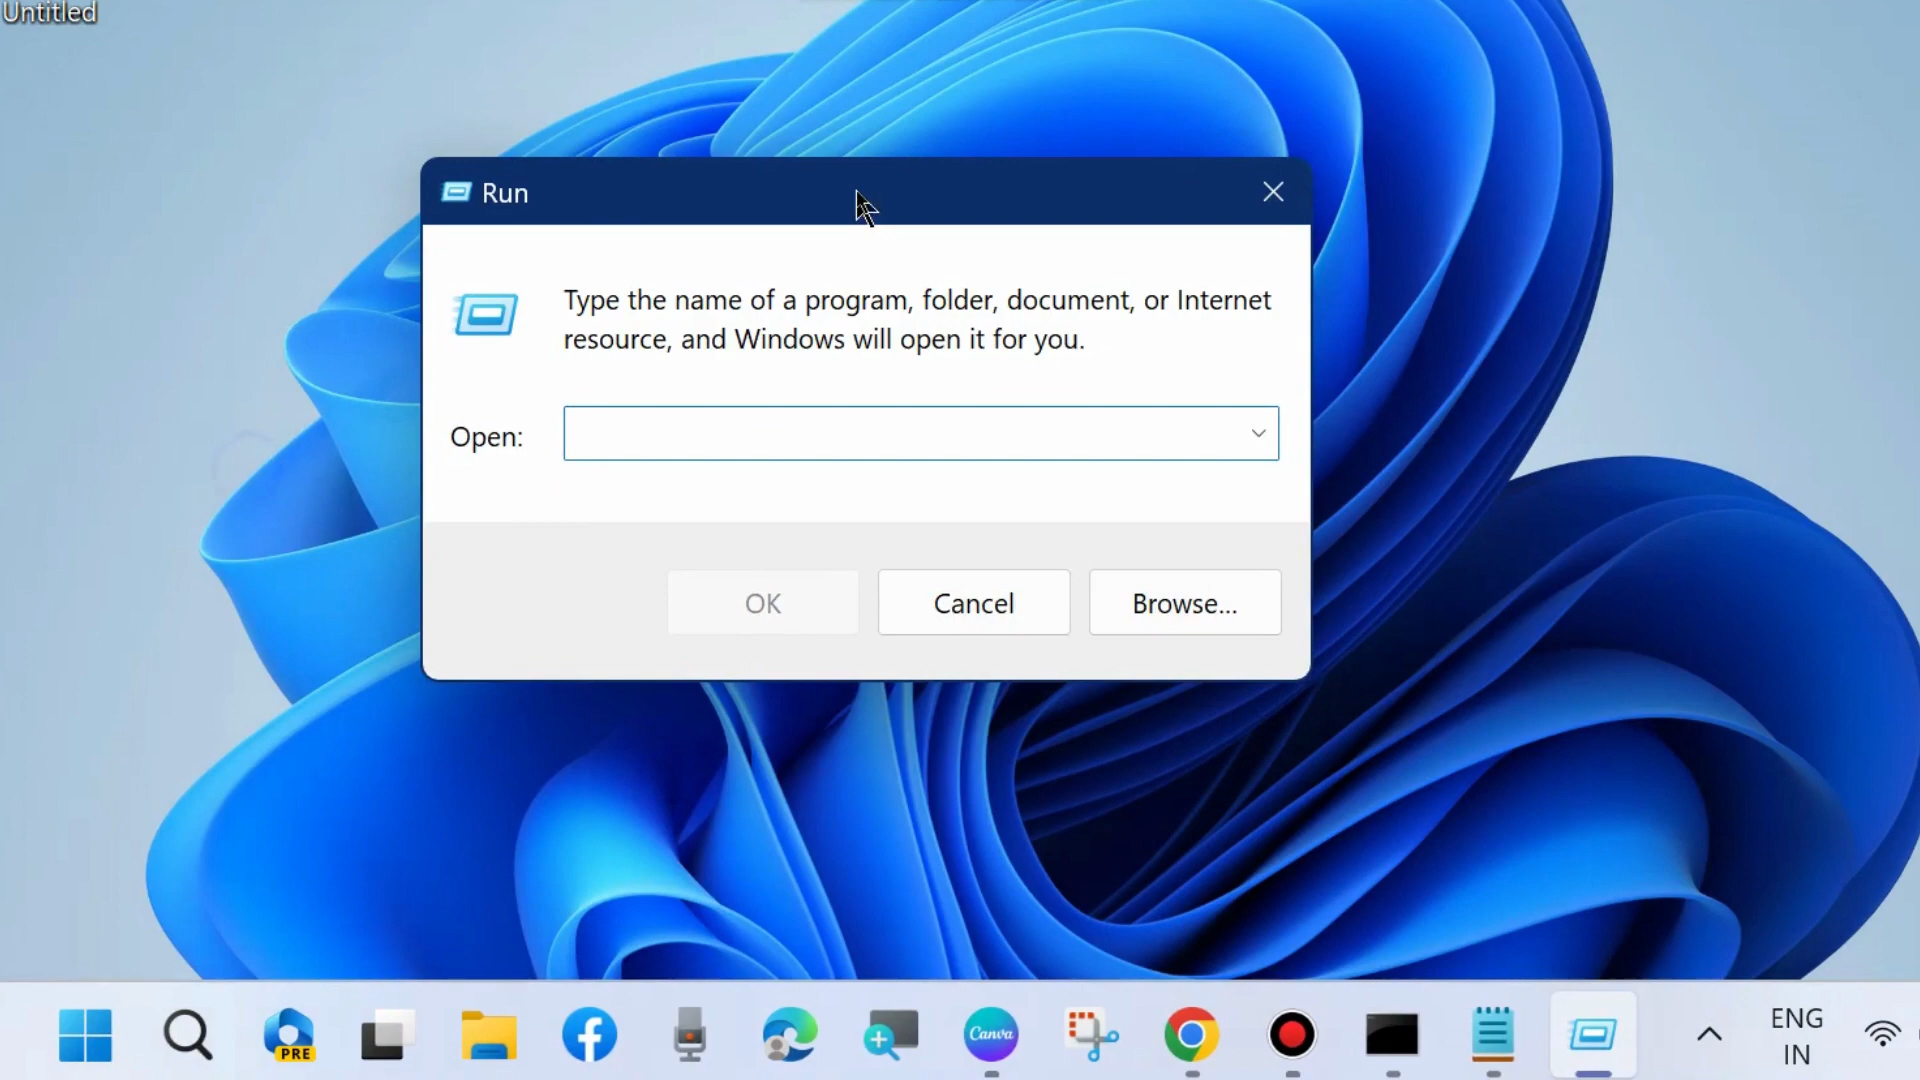 Untitled
Run
Type the name of a program, folder, document, or Internet
resource, and Windows will open it for you.
Open:
OK
Cancel
Browse...
PRE
Canva
ENG
IN